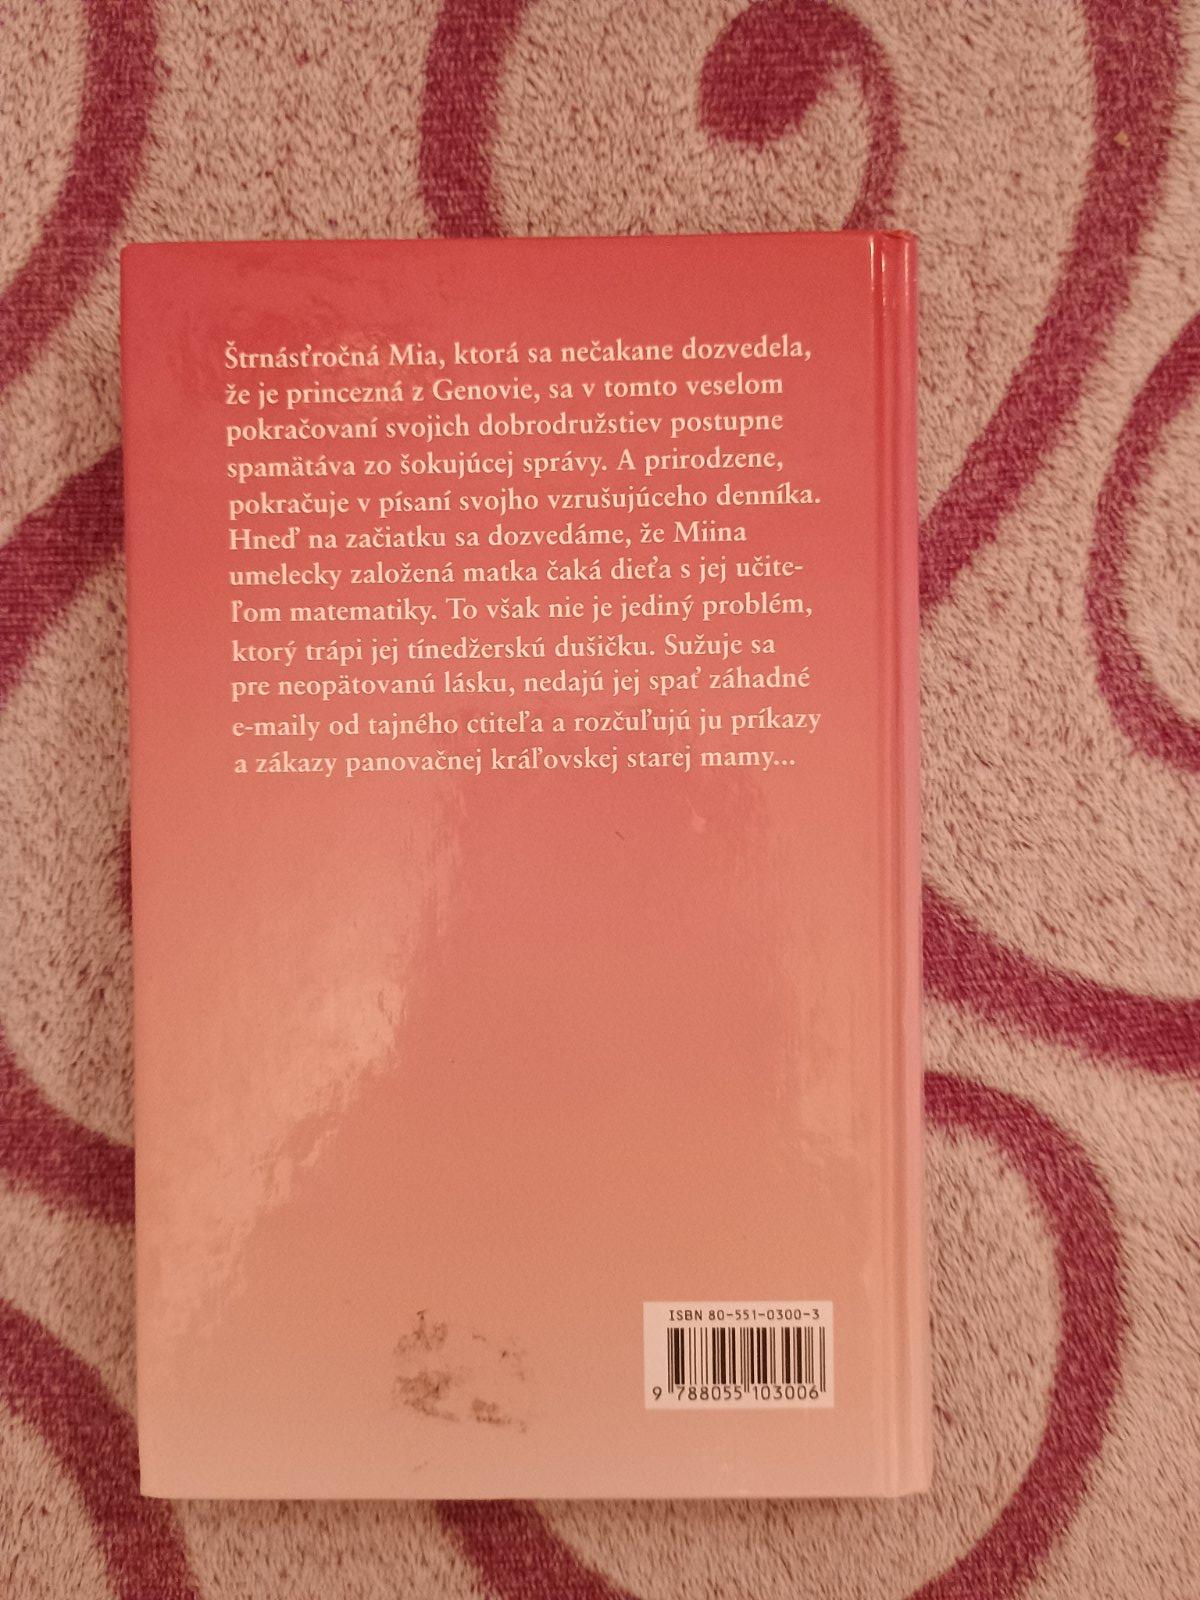 Štrnásťročná Mia, ktorá sa nečakane dozvedela,
že je princezná z Genovie, sa v tomto veselom
pokračovaní svojich dobrodružstiev postupne
spamätáva zo šokujúcej správy. A prirodzene,
pokračuje v písaní svojho vzrušujúceho denníka.
Hneď na začiatku sa dozvedáme, že Miina
umelecky založená matka čaká dieťa s jej učite-
ľom matematiky. To však nie je jediný problém,
ktorý trápi jej tínedžerskú dušičku. Sužuje sa
pre neopätovanú lásku, nedajú jej spať záhadné
e-maily od tajného ctiteľa a rozčuľujú ju príkazy
a zákazy panovačnej kráľovskej starej mamy...
ISBN 80-551-0300-3
9 788055 103006